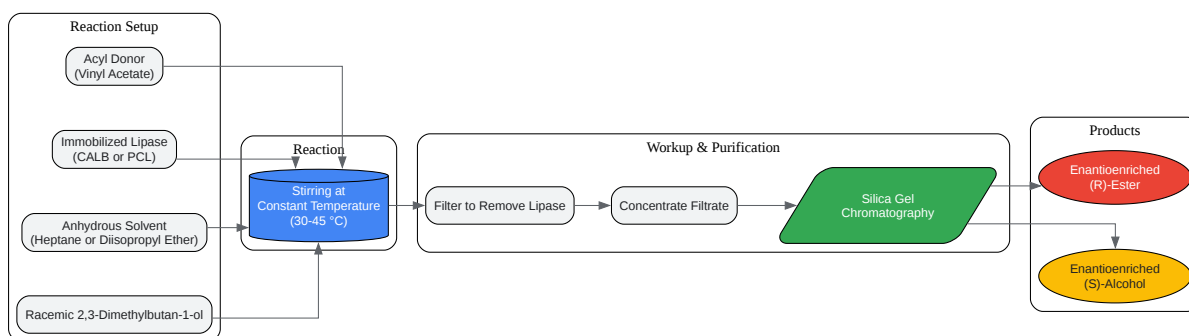 Reaction Setup
Acyl Donor
(Vinyl Acetate)
Immobilized Lipase
(CALB or PCL)
Anhydrous Solvent
(Heptane or Diisopropyl Ether)
Racemic 2,3-Dimethylbutan-1-ol
Reaction
Stirring at
Constant Temperature
(30-45 °C)
Workup & Purification
Filter to Remove Lipase
Concentrate Filtrate
Silica Gel
Chromatography
Products
Enantioenriched
(R)-Ester
Enantioenriched
(S)-Alcohol